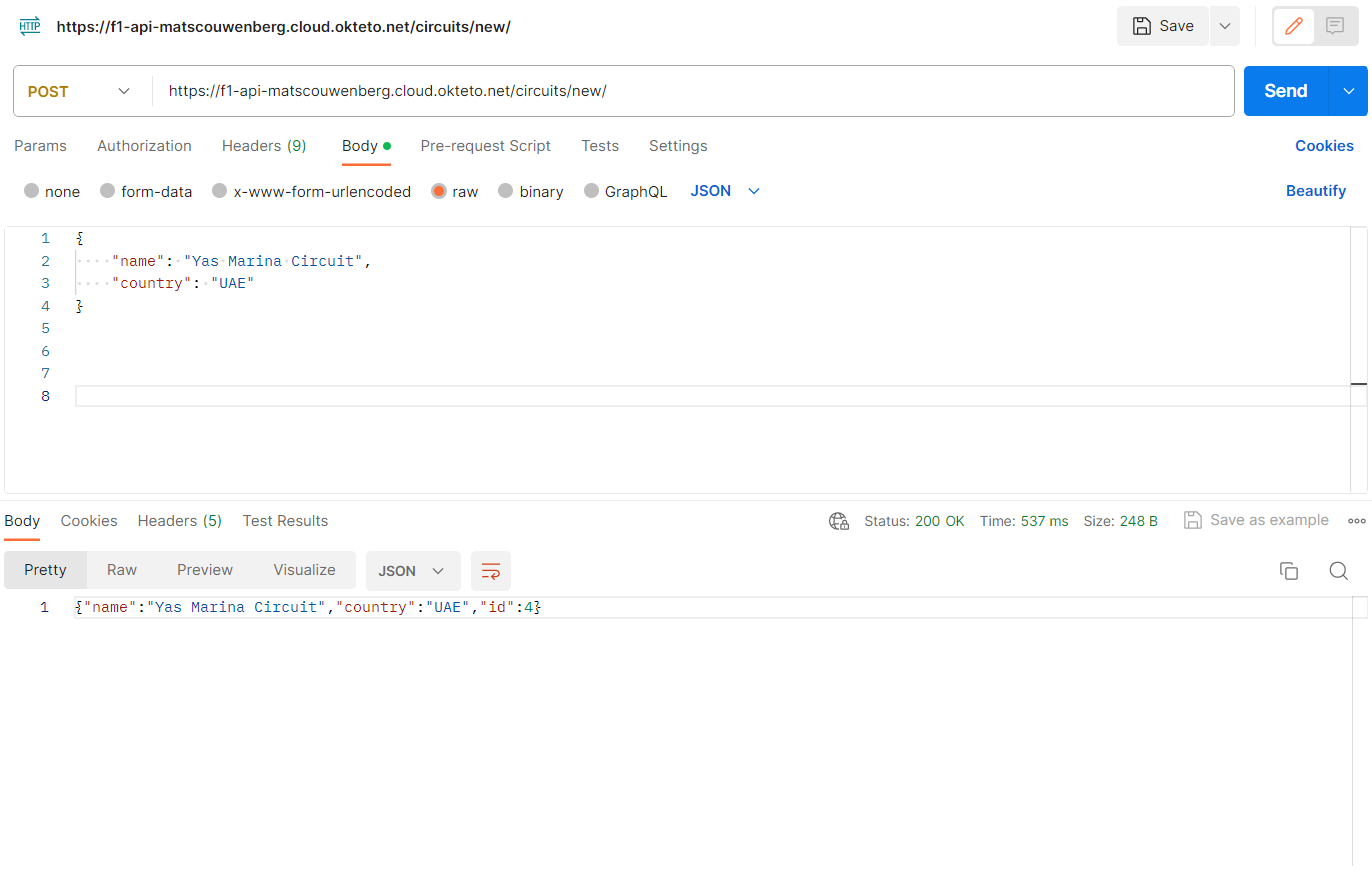 HTTP https://f1-api-matscouwenberg.cloud.okteto.net/circuits/new/ Save
POST https://f1-api-matscouwenberg.cloud.okteto.net/circuits/new/ Send
Params Authorization Headers (9) Body Pre-request Script Tests Settings Cookies
none form-data x-www-form-urlencoded raw binary GraphQL JSON Beautify
1 {
2 "name": "Yas Marina Circuit",
3 "country": "UAE"
4 }
5
6
7
8
Body Cookies Headers (5) Test Results Status: 200 OK Time: 537 ms Size: 248 B Save as example
Pretty Raw Preview Visualize JSON
1 {"name":"Yas Marina Circuit","country":"UAE","id":4}